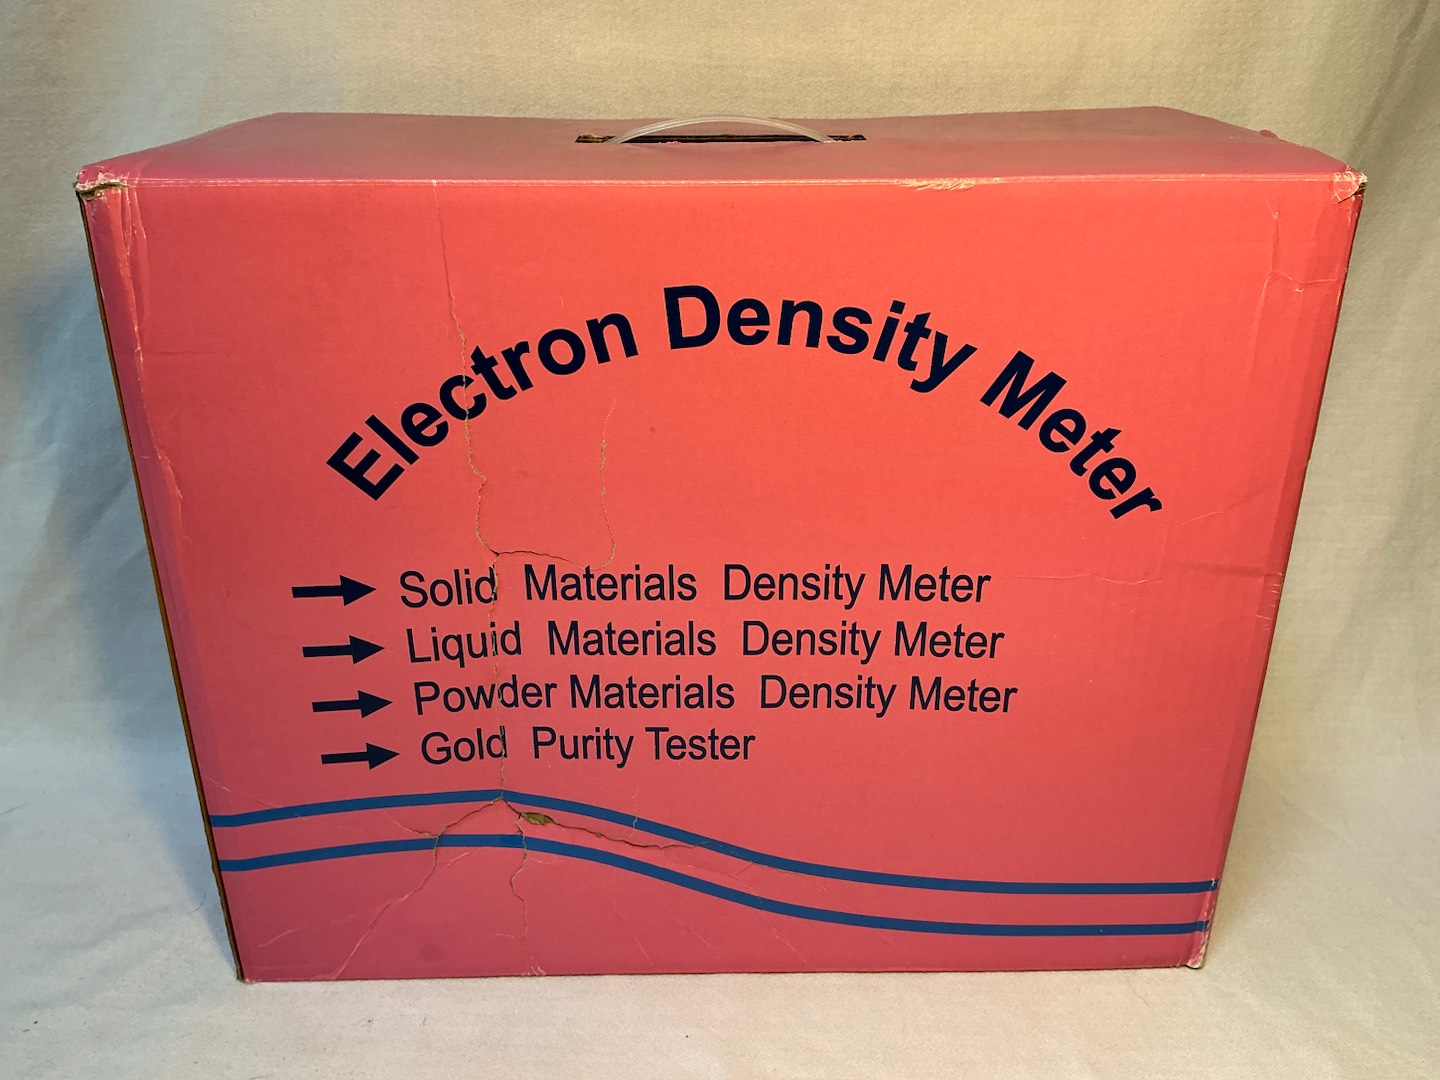 Electron Density Meter
Solid Materials Density Meter
Liquid Materials Density Meter
Powder Materials Density Meter
Gold Purity Tester